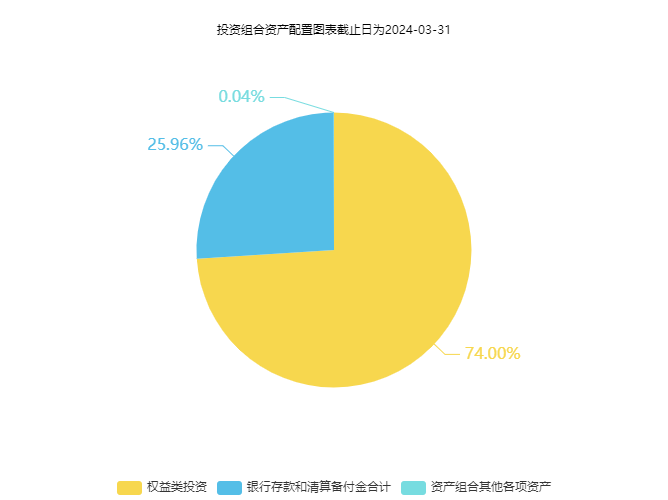 投资组合资产配置图表截止日为2024-03-31
0.04%
25.96%
74.00%
权益类投资 银行存款和清算备付金合计 资产组合其他各项资产